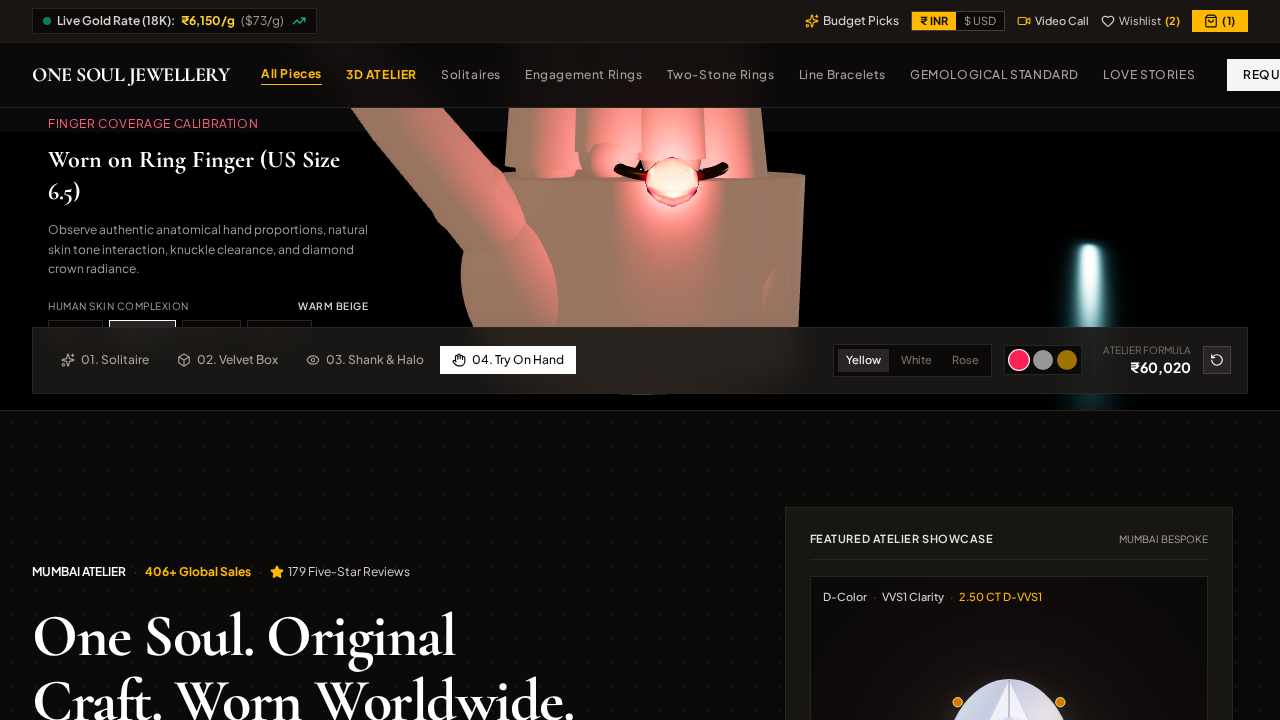 Live Gold Rate (18K): ₹6,150/g ($73/g)
Budget Picks
₹ INR $ USD
Video Call
Wishlist (2)
(1)
ONE SOUL JEWELLERY
All Pieces
3D ATELIER
Solitaires
Engagement Rings
Two-Stone Rings
Line Bracelets
GEMOLOGICAL STANDARD
LOVE STORIES
REQU
FINGER COVERAGE CALIBRATION
Worn on Ring Finger (US Size
6.5)
Observe authentic anatomical hand proportions, natural
skin tone interaction, knuckle clearance, and diamond
crown radiance.
HUMAN SKIN COMPLEXION WARM BEIGE
01. Solitaire
02. Velvet Box
03. Shank & Halo
04. Try On Hand
Yellow White Rose
ATELIER FORMULA
₹60,020
MUMBAI ATELIER · 406+ Global Sales · 179 Five-Star Reviews
One Soul. Original
Craft. Worn Worldwide.
FEATURED ATELIER SHOWCASE MUMBAI BESPOKE
D-Color · VVS1 Clarity · 2.50 CT D-VVS1